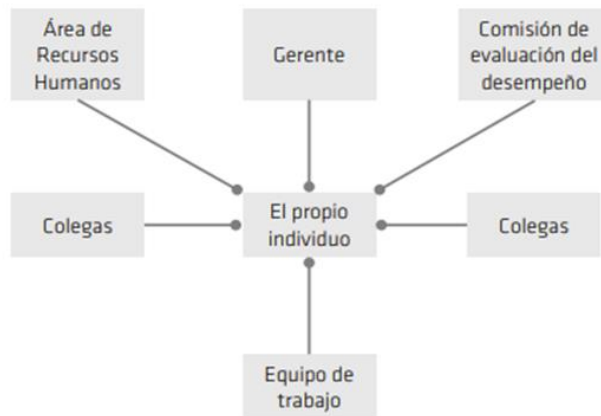 Área de
Recursos
Humanos
Gerente
Comisión de
evaluación del
desempeño
Colegas
El propio
individuo
Colegas
Equipo de
trabajo